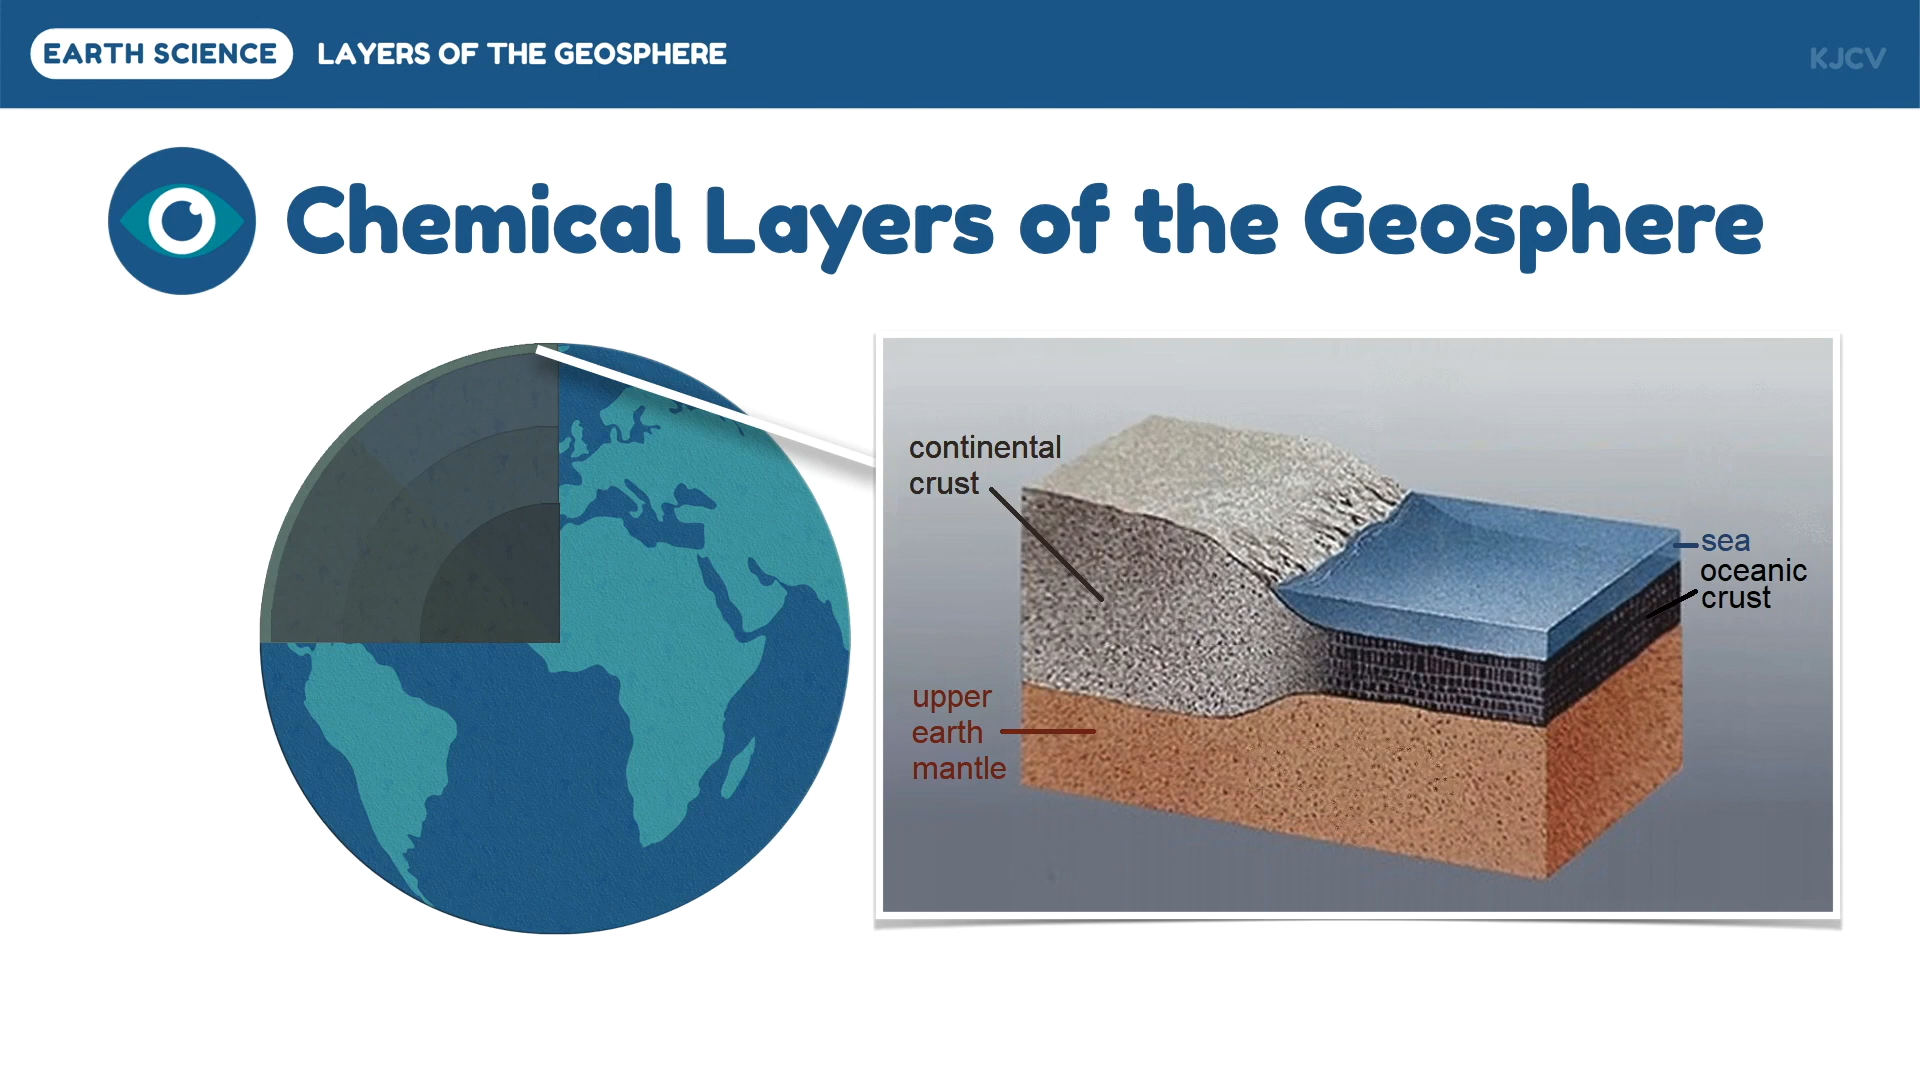 EARTH SCIENCE
LAYERS OF THE GEOSPHERE
KJCV
Chemical Layers of the Geosphere
continental
crust
sea
oceanic
crust
upper
earth
mantle